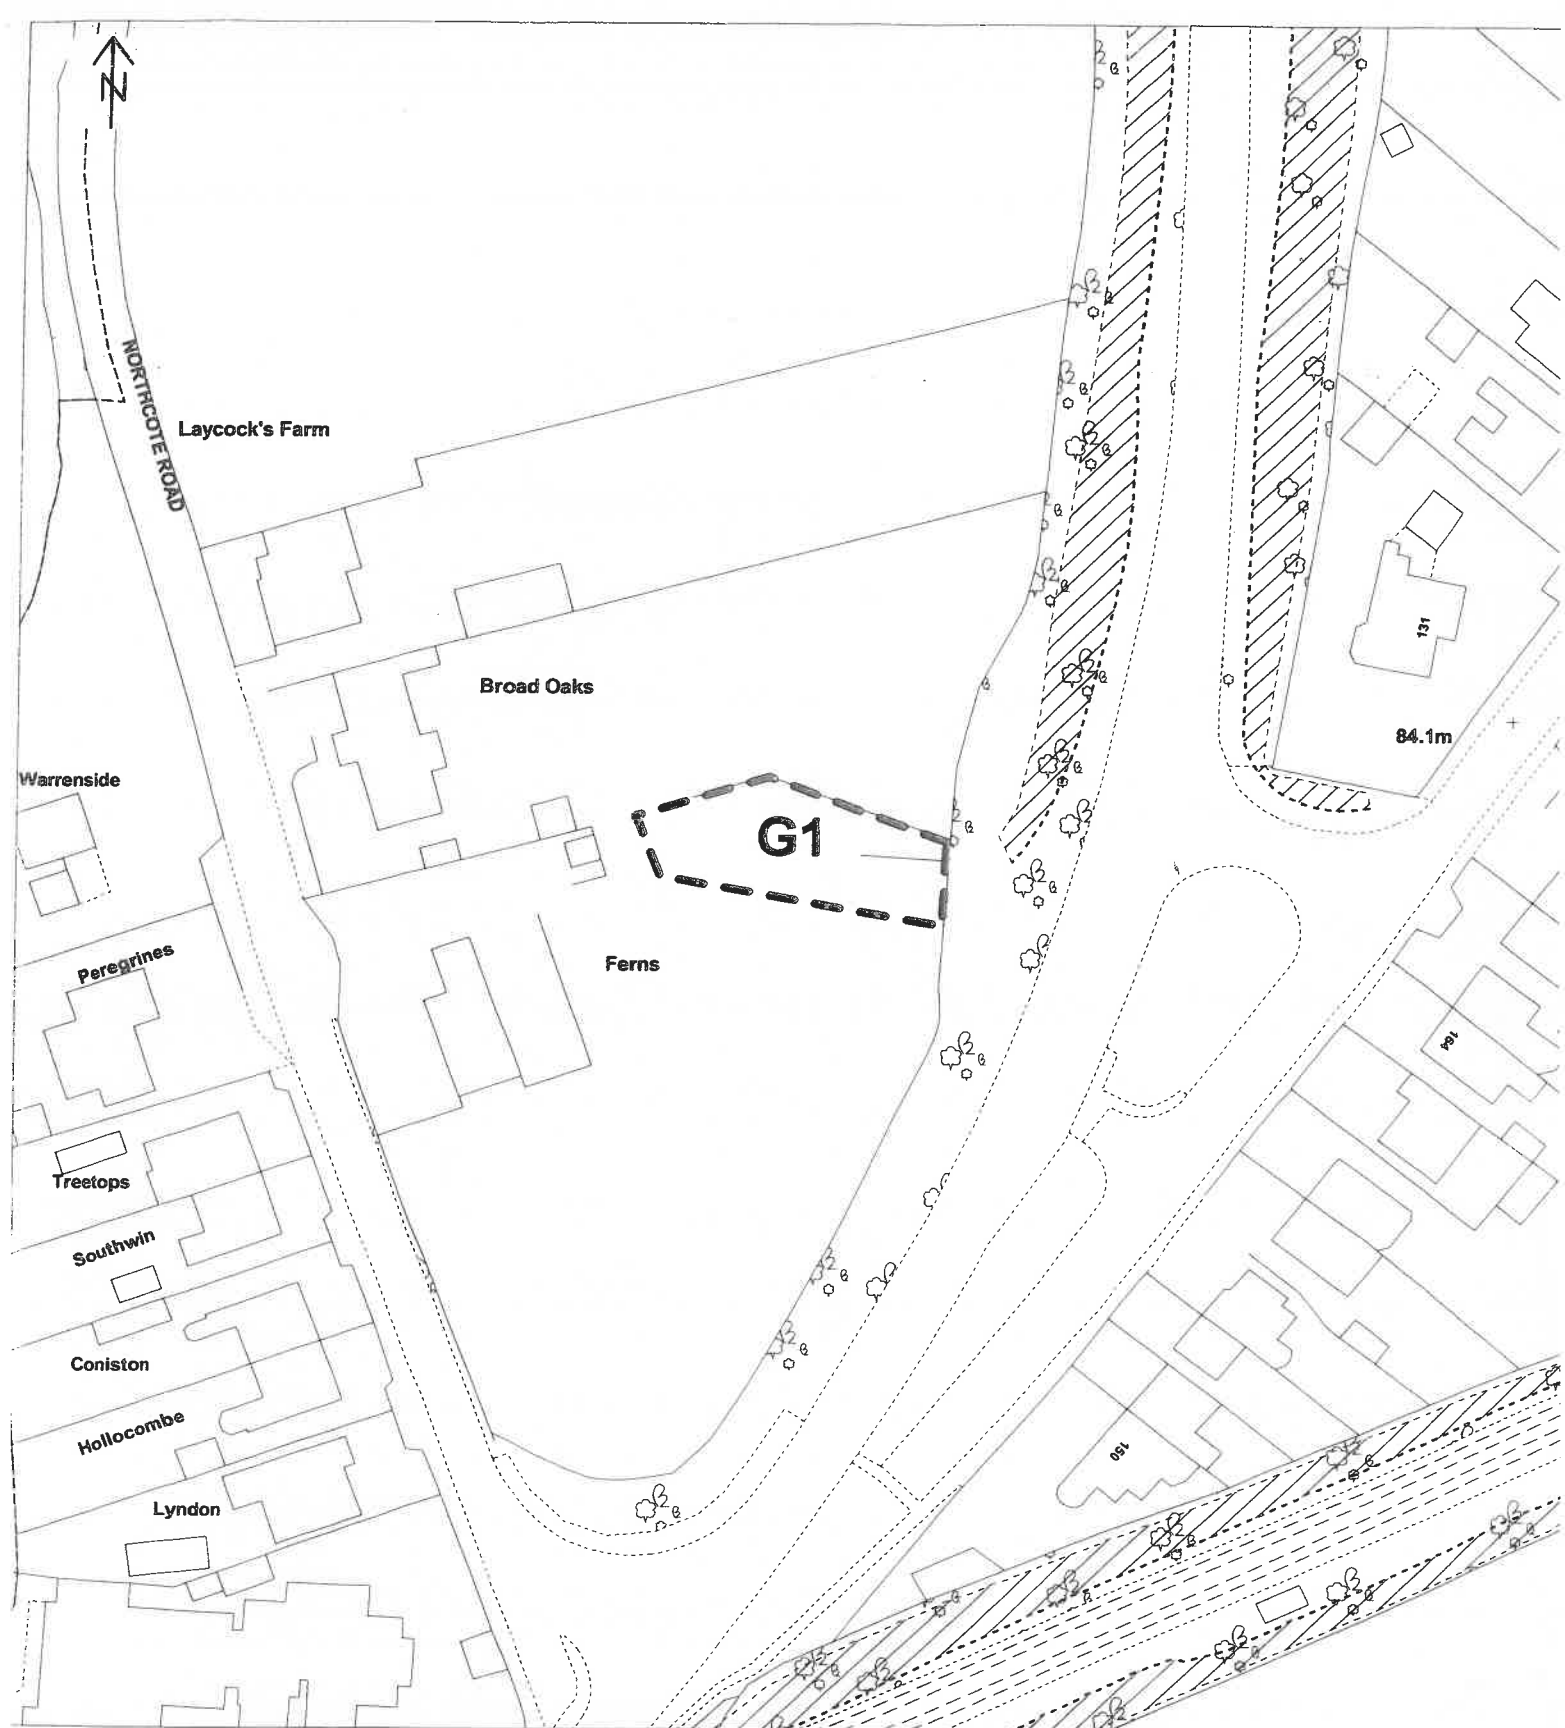 N
NORTHCOTE ROAD
Laycock's Farm
131
Broad Oaks
84.1m
Warrenside
G1
Peregrines
Ferns
164
Treetops
Southwin
Coniston
Hollocombe
150
Lyndon